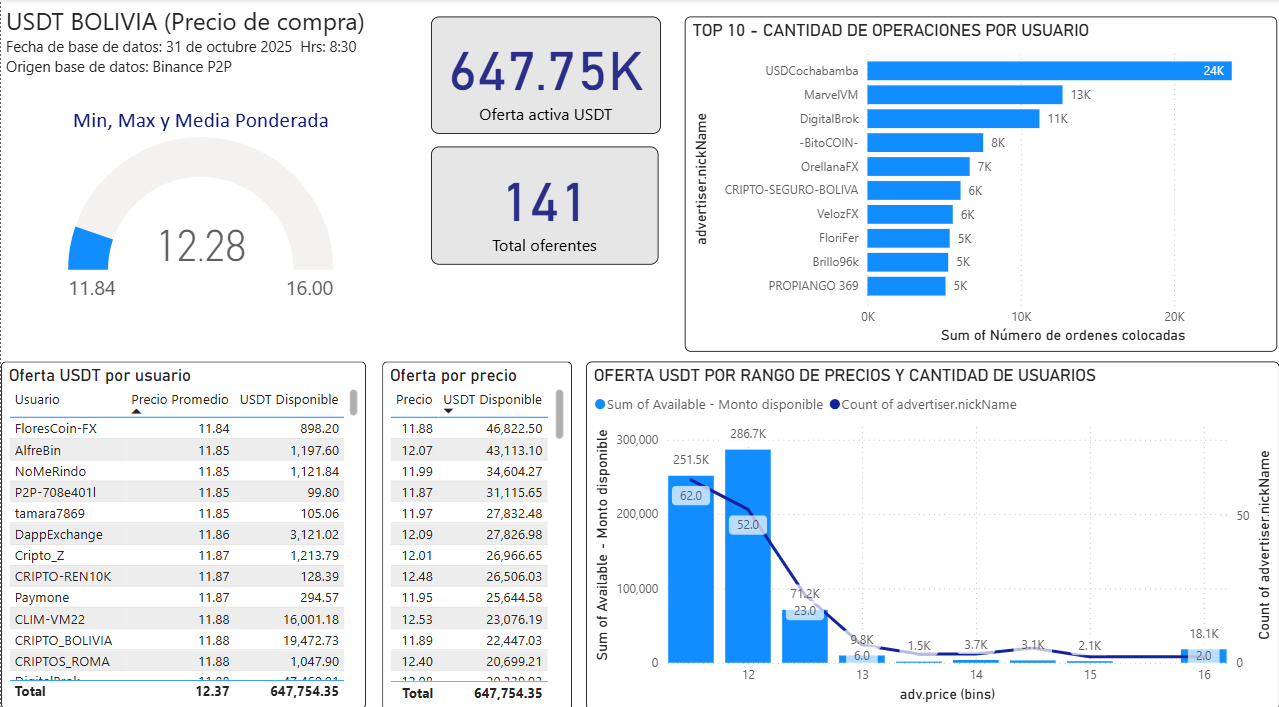 USDT BOLIVIA (Precio de compra)
Fecha de base de datos: 31 de octubre 2025 Hrs: 8:30
Origen base de datos: Binance P2P
Min, Max y Media Ponderada
12.28
11.84
16.00
647.75K
Oferta activa USDT
141
Total oferentes
TOP 10 - CANTIDAD DE OPERACIONES POR USUARIO
advertiser.nickName
USDCochabamba 24K
MarvelVM 13K
DigitalBrok 11K
-BitoCOIN- 8K
OrellanaFX 7K
CRIPTO-SEGURO-BOLIVA 6K
VelozFX 6K
FloriFer 5K
Brillo96k 5K
PROPIANGO 369 5K
0K 10K 20K
Sum of Número de ordenes colocadas
Oferta USDT por usuario
Usuario Precio Promedio USDT Disponible
FloresCoin-FX 11.84 898.20
AlfreBin 11.85 1,197.60
NoMeRindo 11.85 1,121.84
P2P-708e401l 11.85 99.80
tamara7869 11.85 105.06
DappExchange 11.86 3,121.02
Cripto_Z 11.87 1,213.79
CRIPTO-REN10K 11.87 128.39
Paymone 11.87 294.57
CLIM-VM22 11.88 16,001.18
CRIPTO_BOLIVIA 11.88 19,472.73
CRIPTOS_ROMA 11.88 1,047.90
Total 12.37 647,754.35
Oferta por precio
Precio USDT Disponible
11.88 46,822.50
12.07 43,113.10
11.99 34,604.27
11.87 31,115.65
11.97 27,832.48
12.09 27,826.98
12.01 26,966.65
12.48 26,506.03
11.95 25,644.58
12.53 23,076.19
11.89 22,447.03
12.40 20,699.21
Total 647,754.35
OFERTA USDT POR RANGO DE PRECIOS Y CANTIDAD DE USUARIOS
Sum of Available - Monto disponible Count of advertiser.nickName
Sum of Available - Monto disponible
300,000
200,000
100,000
0
251.5K 286.7K 71.2K 9.8K 1.5K 3.7K 3.1K 2.1K 18.1K
62.0 52.0 23.0 6.0 2.0
50
0
Count of advertiser.nickName
12 13 14 15 16
adv.price (bins)